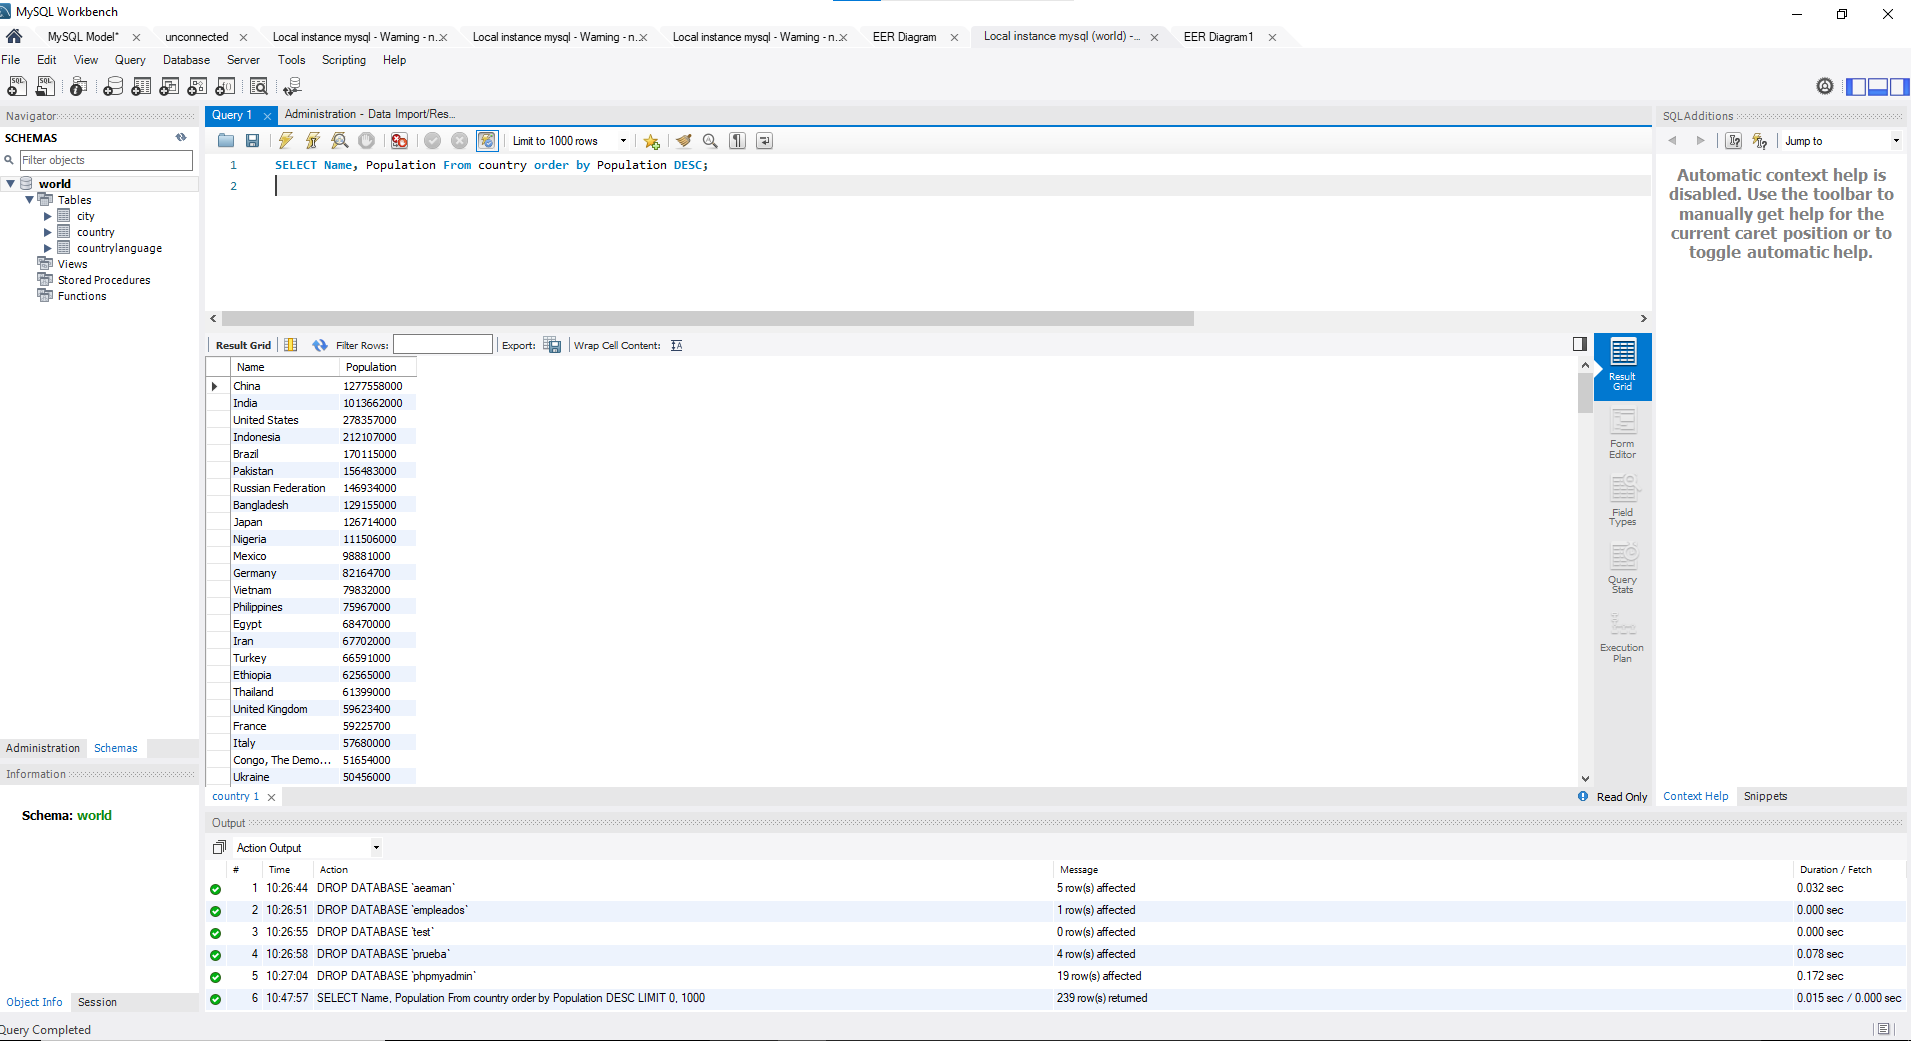 MySQL Workbench
MySQL Model*
unconnected
Local instance mysql - Warning - n...
Local instance mysql - Warning - n...
Local instance mysql - Warning - n...
EER Diagram
Local instance mysql (world) -...
EER Diagram1
File Edit View Query Database Server Tools Scripting Help
Navigator
SCHEMAS
Filter objects
world
Tables
city
country
countrylanguage
Views
Stored Procedures
Functions
Administration Schemas
Information
Schema: world
Object Info Session
Query Completed
Query 1
Administration - Data Import/Res...
Limit to 1000 rows
1 SELECT Name, Population From country order by Population DESC;
2
Result Grid Filter Rows: Export: Wrap Cell Content:
Name Population
China 1277558000
India 1013662000
United States 278357000
Indonesia 212107000
Brazil 170115000
Pakistan 156483000
Russian Federation 146934000
Bangladesh 129155000
Japan 126714000
Nigeria 111506000
Mexico 98881000
Germany 82164700
Vietnam 79832000
Philippines 75967000
Egypt 68470000
Iran 67702000
Turkey 66591000
Ethiopia 62565000
Thailand 61399000
United Kingdom 59623400
France 59225700
Italy 57680000
Congo, The Demo... 51654000
Ukraine 50456000
Result
Grid
Form
Editor
Field
Types
Query
Stats
Execution
Plan
country 1
Read Only
SQLAdditions
Jump to
Automatic context help is
disabled. Use the toolbar to
manually get help for the
current caret position or to
toggle automatic help.
Context Help Snippets
Output
Action Output
# Time Action Message Duration / Fetch
1 10:26:44 DROP DATABASE `aeaman` 5 row(s) affected 0.032 sec
2 10:26:51 DROP DATABASE `empleados` 1 row(s) affected 0.000 sec
3 10:26:55 DROP DATABASE `test` 0 row(s) affected 0.000 sec
4 10:26:58 DROP DATABASE `prueba` 4 row(s) affected 0.078 sec
5 10:27:04 DROP DATABASE `phpmyadmin` 19 row(s) affected 0.172 sec
6 10:47:57 SELECT Name, Population From country order by Population DESC LIMIT 0, 1000 239 row(s) returned 0.015 sec / 0.000 sec